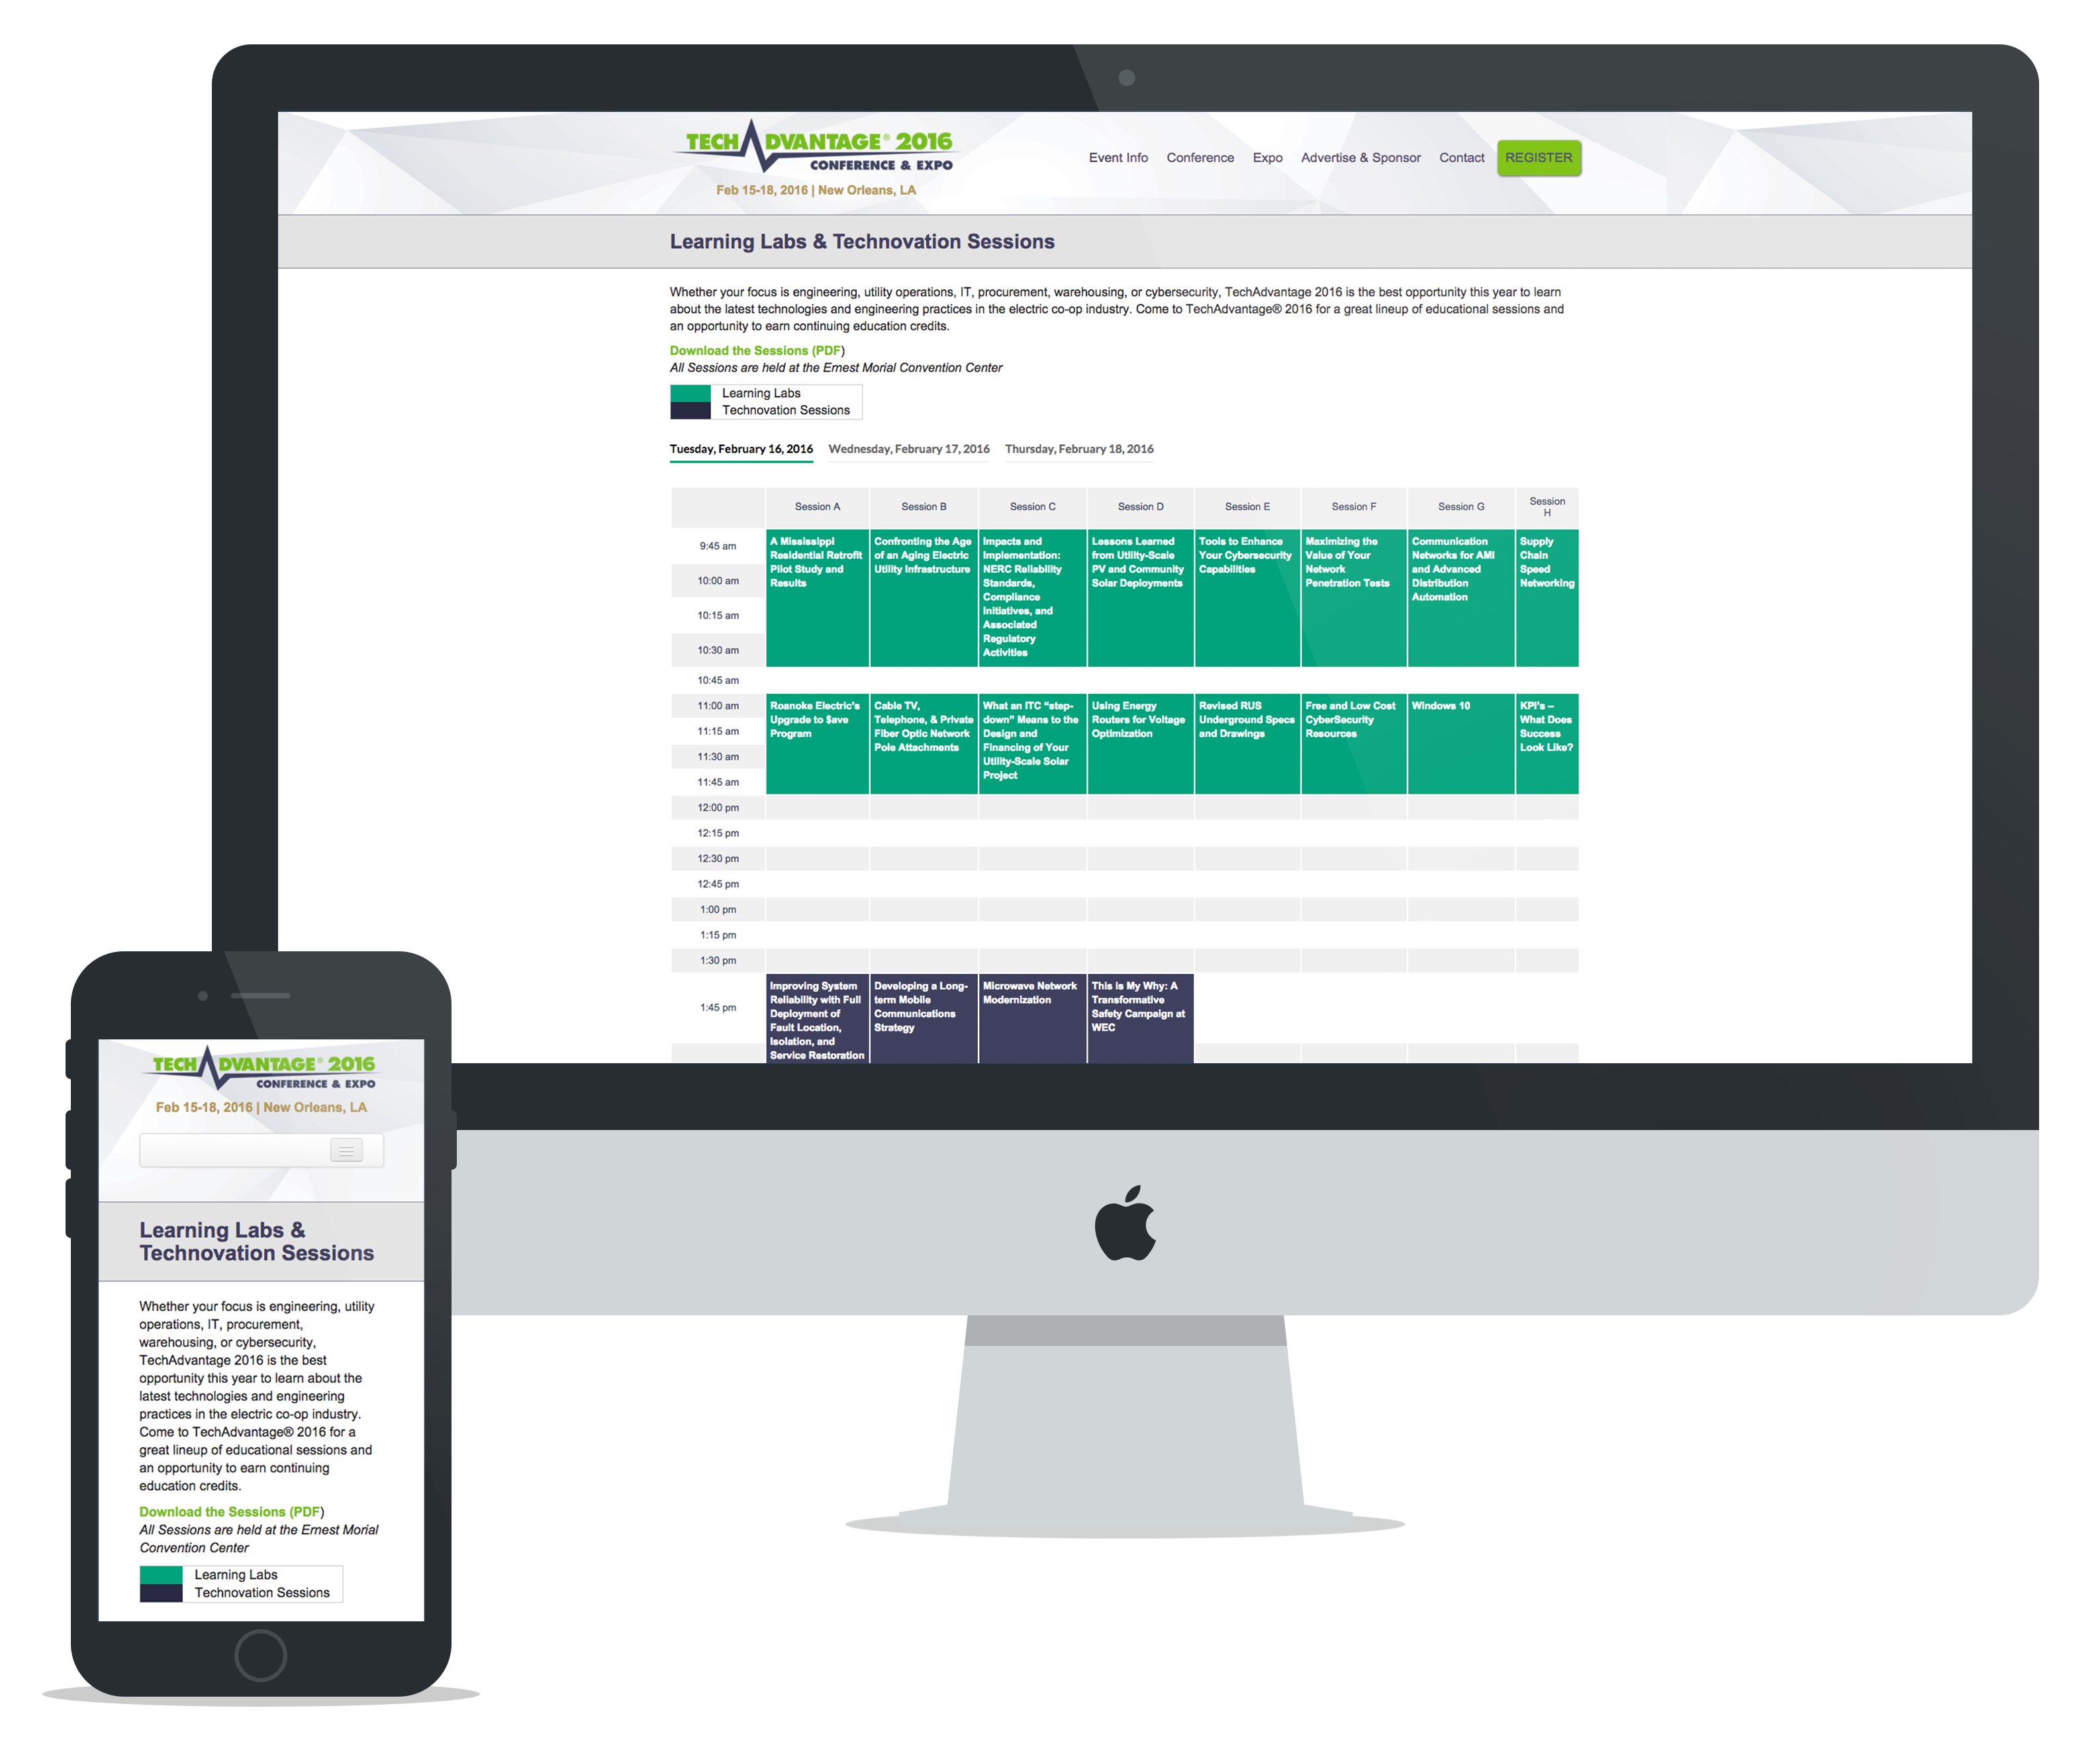 TECH ADVANTAGE® 2016
CONFERENCE & EXPO
Feb 15-18, 2016 | New Orleans, LA
Event Info Conference Expo Advertise & Sponsor Contact REGISTER
Learning Labs & Technovation Sessions
Whether your focus is engineering, utility operations, IT, procurement, warehousing, or cybersecurity, TechAdvantage 2016 is the best opportunity this year to learn
about the latest technologies and engineering practices in the electric co-op industry. Come to TechAdvantage® 2016 for a great lineup of educational sessions and
an opportunity to earn continuing education credits.
Download the Sessions (PDF)
All Sessions are held at the Ernest Morial Convention Center
Learning Labs
Technovation Sessions
Tuesday, February 16, 2016 Wednesday, February 17, 2016 Thursday, February 18, 2016
Session A Session B Session C Session D Session E Session F Session G Session
H
9:45 am
10:00 am
10:15 am
10:30 am
A Mississippi
Residential Retrofit
Pilot Study and
Results
Confronting the Age
of an Aging Electric
Utility Infrastructure
Impacts and
Implementation:
NERC Reliability
Standards,
Compliance
Initiatives, and
Associated
Regulatory
Activities
Lessons Learned
from Utility-Scale
PV and Community
Solar Deployments
Tools to Enhance
Your Cybersecurity
Capabilities
Maximizing the
Value of Your
Network
Penetration Tests
Communication
Networks for AMI
and Advanced
Distribution
Automation
Supply
Chain
Speed
Networking
10:45 am
11:00 am
11:15 am
11:30 am
11:45 am
Roanoke Electric's
Upgrade to $ave
Program
Cable TV,
Telephone, & Private
Fiber Optic Network
Pole Attachments
What an ITC "step-
down" Means to the
Design and
Financing of Your
Utility-Scale Solar
Project
Using Energy
Routers for Voltage
Optimization
Revised RUS
Underground Specs
and Drawings
Free and Low Cost
CyberSecurity
Resources
Windows 10
KPI's –
What Does
Success
Look Like?
12:00 pm
12:15 pm
12:30 pm
12:45 pm
1:00 pm
1:15 pm
1:30 pm
1:45 pm
Improving System
Reliability with Full
Deployment of
Fault Location,
Isolation, and
Service Restoration
Developing a Long-
term Mobile
Communications
Strategy
Microwave Network
Modernization
This is My Why: A
Transformative
Safety Campaign at
WEC
TECH ADVANTAGE® 2016
CONFERENCE & EXPO
Feb 15-18, 2016 | New Orleans, LA
Learning Labs &
Technovation Sessions
Whether your focus is engineering, utility
operations, IT, procurement,
warehousing, or cybersecurity,
TechAdvantage 2016 is the best
opportunity this year to learn about the
latest technologies and engineering
practices in the electric co-op industry.
Come to TechAdvantage® 2016 for a
great lineup of educational sessions and
an opportunity to earn continuing
education credits.
Download the Sessions (PDF)
All Sessions are held at the Ernest Morial
Convention Center
Learning Labs
Technovation Sessions